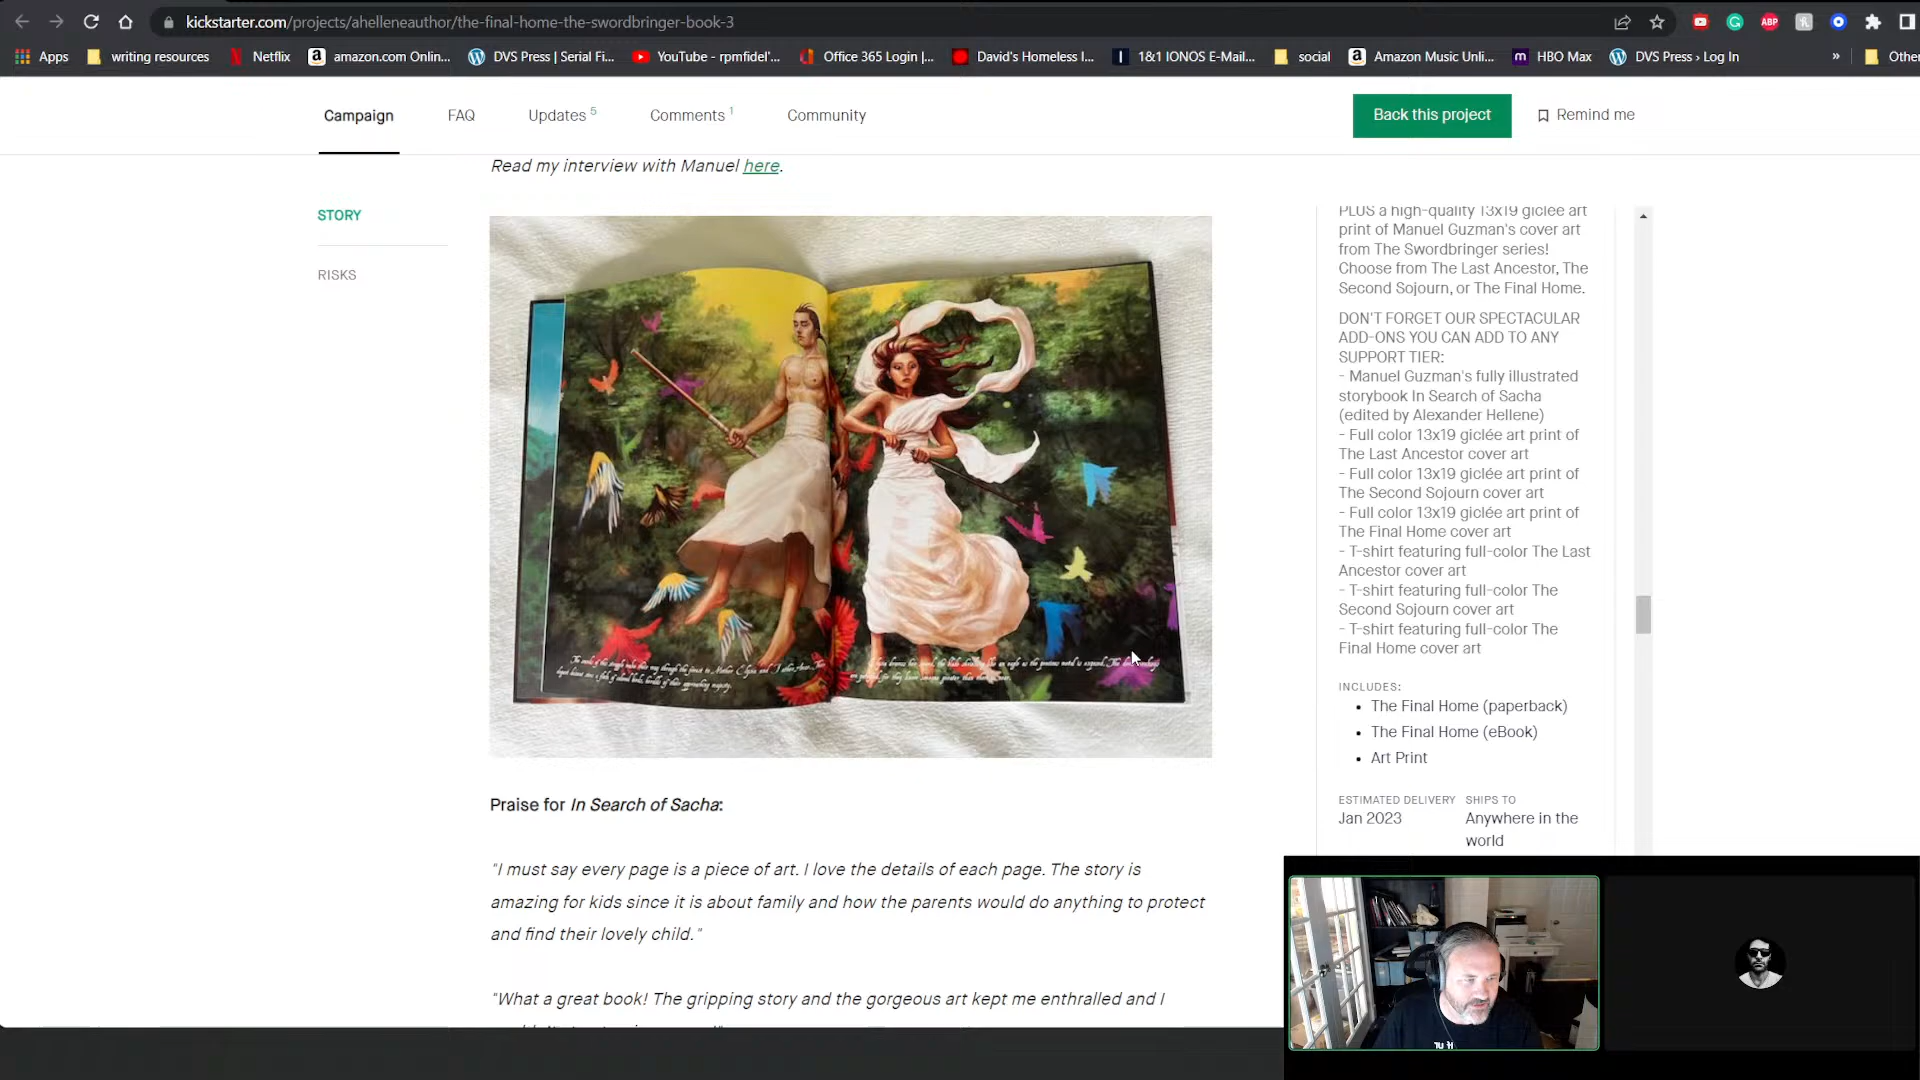 kickstarter.com/projects/ahelleneauthor/the-final-home-the-swordbringer-book-3
Apps
writing resources
Netflix
amazon.com Onlin...
DVS Press | Serial Fi...
YouTube - rpmfidel'...
Office 365 Login |...
David's Homeless I...
1&1 IONOS E-Mail...
social
Amazon Music Unli...
HBO Max
DVS Press › Log In
»
Other
ABP
Campaign
FAQ
Updates 5
Comments 1
Community
Back this project
Remind me
STORY
RISKS
Read my interview with Manuel here.
Praise for In Search of Sacha:
"I must say every page is a piece of art. I love the details of each page. The story is
amazing for kids since it is about family and how the parents would do anything to protect
and find their lovely child."
"What a great book! The gripping story and the gorgeous art kept me enthralled and I
PLUS a high-quality 13x19 giclée art
print of Manuel Guzman's cover art
from The Swordbringer series!
Choose from The Last Ancestor, The
Second Sojourn, or The Final Home.
DON'T FORGET OUR SPECTACULAR
ADD-ONS YOU CAN ADD TO ANY
SUPPORT TIER:
- Manuel Guzman's fully illustrated
storybook In Search of Sacha
(edited by Alexander Hellene)
- Full color 13x19 giclée art print of
The Last Ancestor cover art
- Full color 13x19 giclée art print of
The Second Sojourn cover art
- Full color 13x19 giclée art print of
The Final Home cover art
- T-shirt featuring full-color The Last
Ancestor cover art
- T-shirt featuring full-color The
Second Sojourn cover art
- T-shirt featuring full-color The
Final Home cover art
INCLUDES:
• The Final Home (paperback)
• The Final Home (eBook)
• Art Print
ESTIMATED DELIVERY
Jan 2023
SHIPS TO
Anywhere in the
world